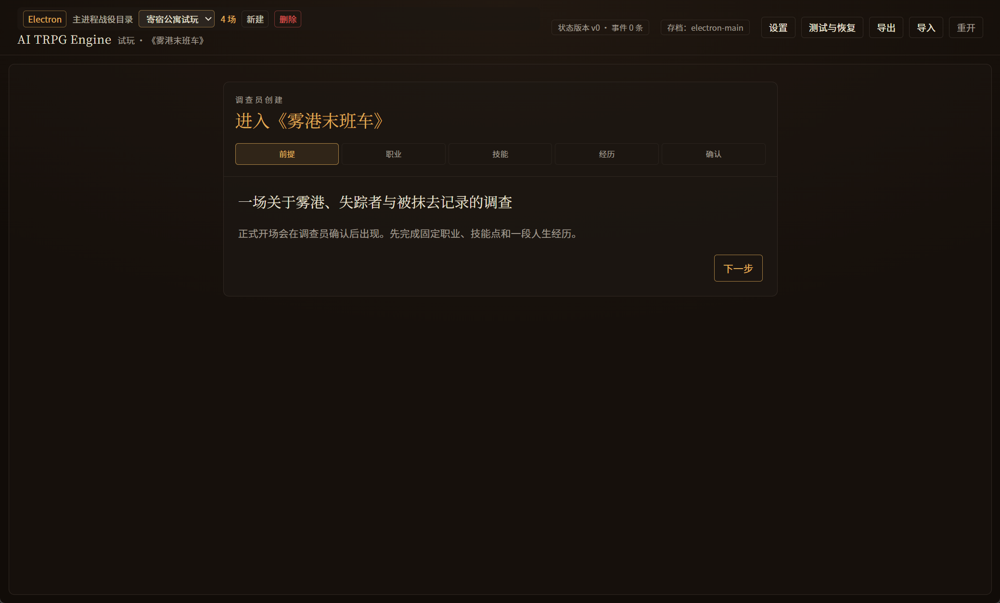 Electron 主进程战役目录 寄宿公寓试玩 4 场 新建 删除
AI TRPG Engine 试玩 · 《雾港末班车》
状态版本 v0 · 事件 0 条 存档：electron-main 设置 测试与恢复 导出 导入 重开
调查员创建
进入《雾港末班车》
前提 职业 技能 经历 确认
一场关于雾港、失踪者与被抹去记录的调查
正式开场会在调查员确认后出现。先完成固定职业、技能点和一段人生经历。
下一步